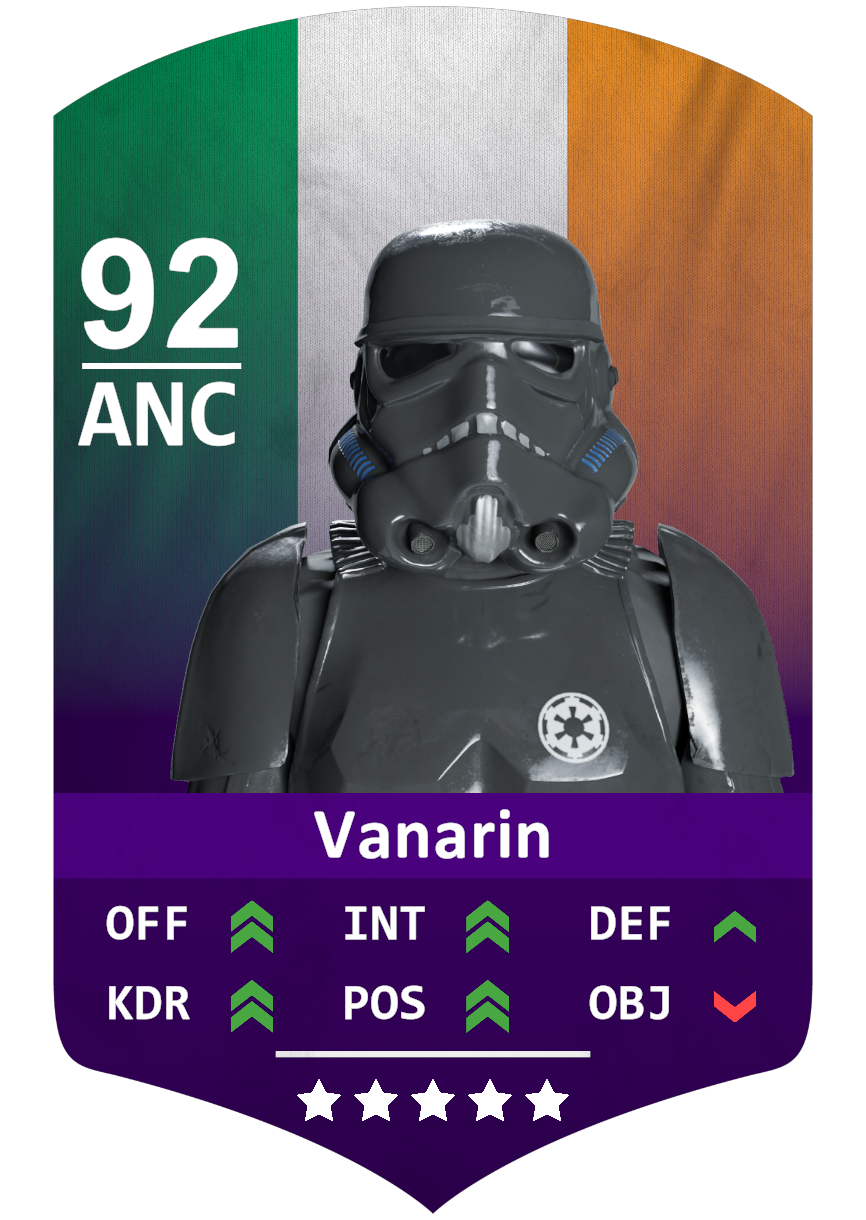 92
ANC
Vanarin
OFF INT DEF
KDR POS OBJ